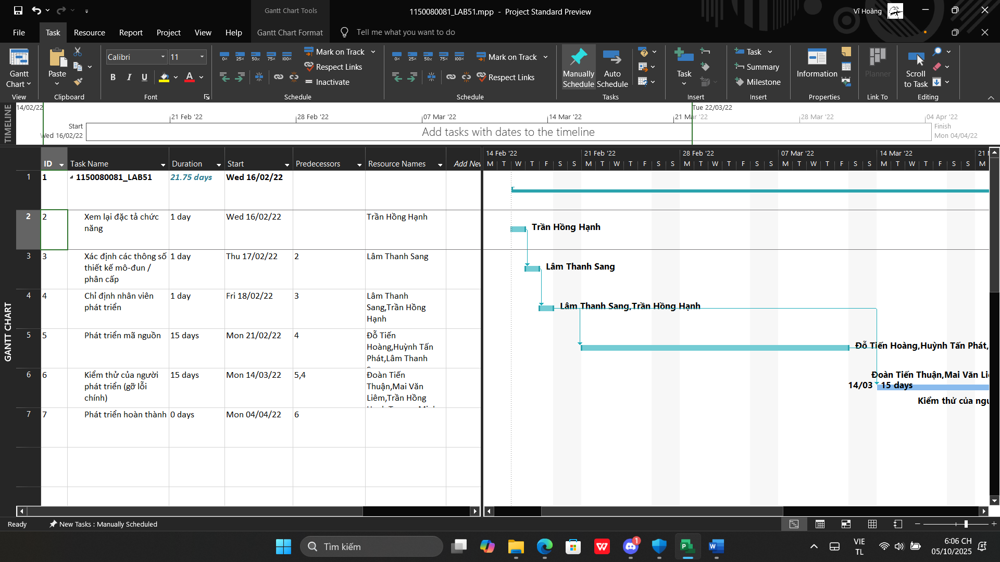 Gantt Chart Tools
1150080081_LAB51.mpp - Project Standard Preview
Vĩ Hoàng
File
Task
Resource
Report
Project
View
Help
Gantt Chart Format
Tell me what you want to do
Gantt
Chart
View
Paste
Clipboard
Calibri
11
B I U
A
Font
0% 25% 50% 75% 100%
Mark on Track
Respect Links
Inactivate
Schedule
0% 25% 50% 75% 100%
Mark on Track
Respect Links
Schedule
Manually
Schedule
Auto
Schedule
Tasks
Task
Insert
Task
Summary
Milestone
Insert
Information
Properties
Planner
Link To
Scroll
to Task
Editing
TIMELINE
14/02/22
Tue 22/03/22
21 Feb '22
28 Feb '22
07 Mar '22
14 Mar '22
21 Mar '22
28 Mar '22
04 Apr '22
Start
Wed 16/02/22
Add tasks with dates to the timeline
Finish
Mon 04/04/22
GANTT CHART
ID Task Name Duration Start Predecessors Resource Names Add New
14 Feb '22 21 Feb '22 28 Feb '22 07 Mar '22 14 Mar '22 21 M
M T W T F S S M T W T F S S M T W T F S S M T W T F S S M T W T F S S M
1 1 1150080081_LAB51 21.75 days Wed 16/02/22
2 2 Xem lại đặc tả chức 1 day Wed 16/02/22 Trần Hồng Hạnh
năng
Trần Hồng Hạnh
3 3 Xác định các thông số 1 day Thu 17/02/22 2 Lâm Thanh Sang
thiết kế mô-đun /
phân cấp
Lâm Thanh Sang
4 4 Chỉ định nhân viên 1 day Fri 18/02/22 3 Lâm Thanh
phát triển Sang,Trần Hồng
Hạnh
Lâm Thanh Sang,Trần Hồng Hạnh
5 5 Phát triển mã nguồn 15 days Mon 21/02/22 4 Đỗ Tiến
Hoàng,Huỳnh Tấn
Phát,Lâm Thanh
Đỗ Tiến Hoàng,Huỳnh Tấn Phát,
6 6 Kiểm thử của người 15 days Mon 14/03/22 5,4 Đoàn Tiến
phát triển (gỡ lỗi Thuận,Mai Văn
chính) Liêm,Trần Hồng
Đoàn Tiến Thuận,Mai Văn Liê
14/03 15 days
Kiểm thử của ngư
7 7 Phát triển hoàn thành 0 days Mon 04/04/22 6
Ready
New Tasks : Manually Scheduled
Tìm kiếm
1
VIE
TL
6:06 CH
05/10/2025